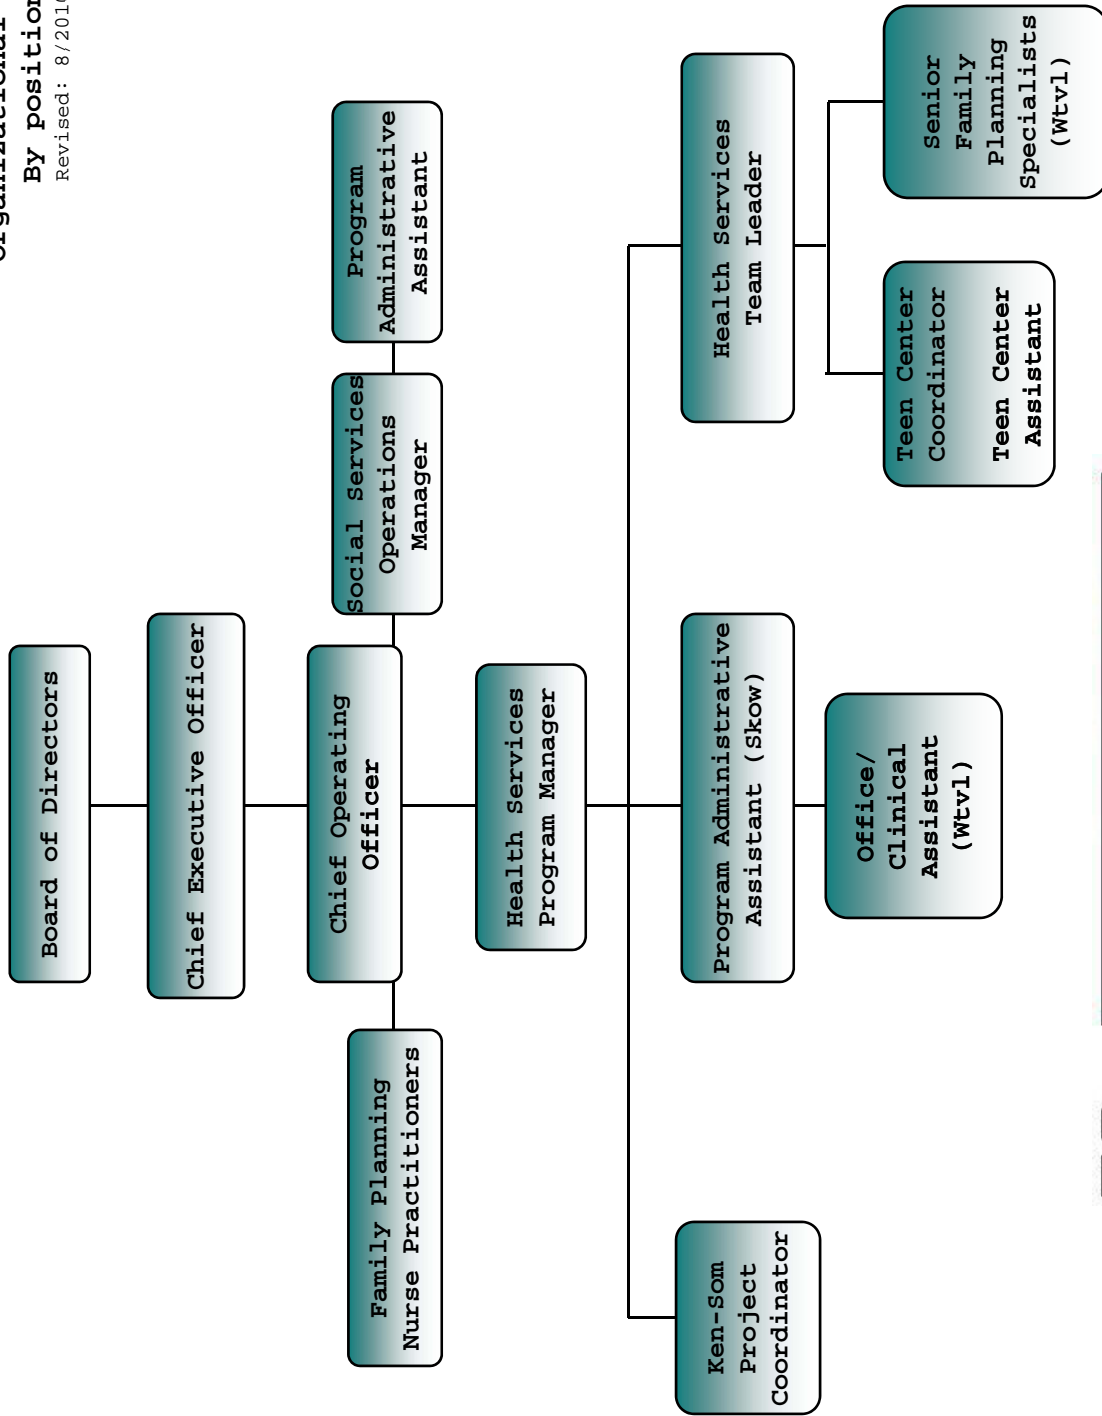 By position
Revised: 8/2010
Board of Directors
Chief Executive Officer
Chief Operating
Officer
Family Planning
Nurse Practitioners
Social Services
Operations
Manager
Program
Administrative
Assistant
Health Services
Program Manager
Ken-Som
Project
Coordinator
Program Administrative
Assistant (Skow)
Health Services
Team Leader
Office/
Clinical
Assistant
(Wtvl)
Teen Center
Coordinator
Teen Center
Assistant
Senior
Family
Planning
Specialists
(Wtvl)